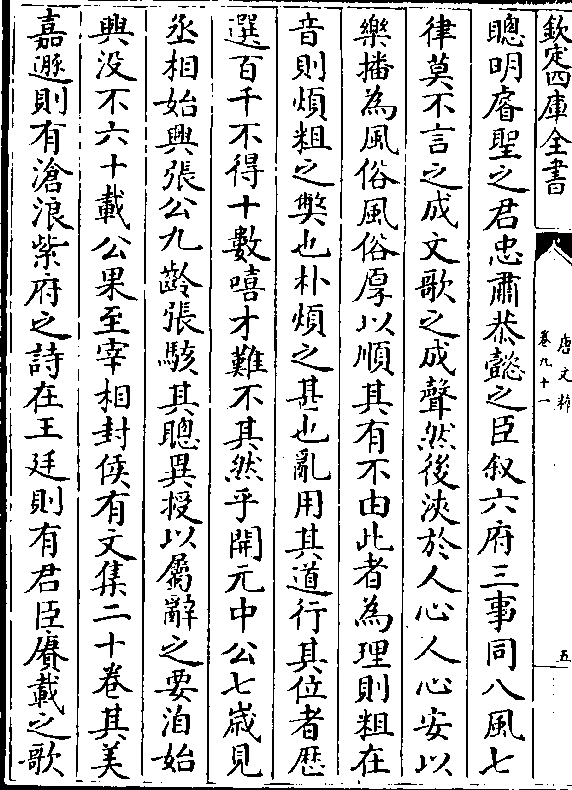 欽定四庫全書
唐文粹
卷九十一
五
聰明睿聖之君忠肅恭懿之臣叙六府三事同八風七
律莫不言之成文歌之成聲然後浹於人心人心安以
樂播為風俗風俗厚以順其有不由此者為理則粗在
音則煩粗之獘也朴煩之甚也亂用其道行其位者歷
選百千不得十數嘻才難不其然乎開元中公七嵗見
丞相始興張公九齡張駭其聰異授以屬辭之要洎始
興没不六十載公果至宰相封侯有文集二十卷其美
嘉遯則有滄浪紫府之詩在王廷則有君臣賡載之歌